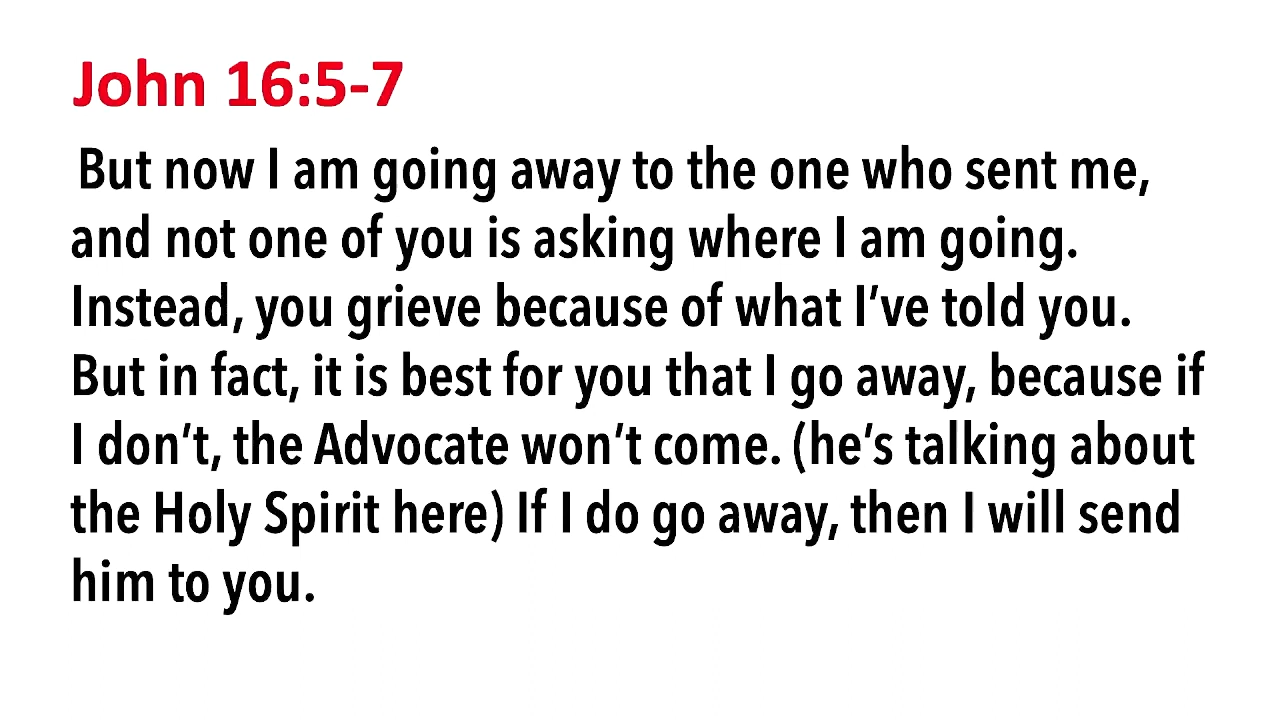 John 16:5-7
But now I am going away to the one who sent me,
and not one of you is asking where I am going.
Instead, you grieve because of what I’ve told you.
But in fact, it is best for you that I go away, because if
I don’t, the Advocate won’t come. (he’s talking about
the Holy Spirit here) If I do go away, then I will send
him to you.